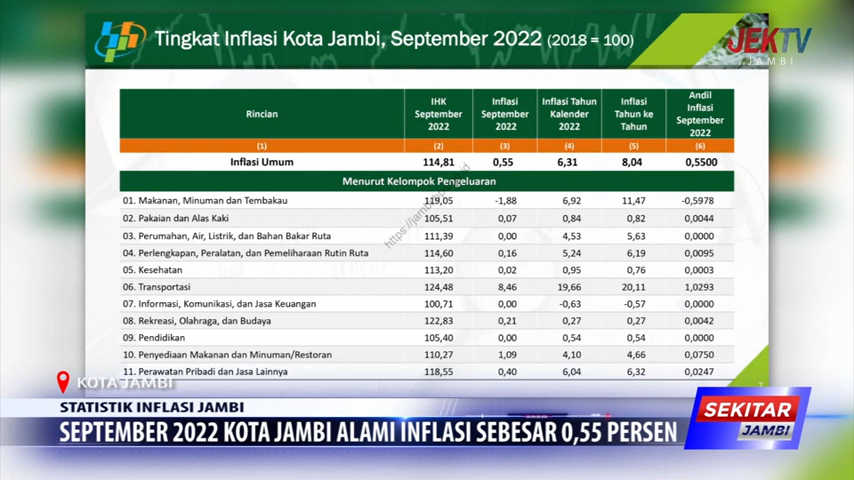 Tingkat Inflasi Kota Jambi, September 2022 (2018 = 100)
JEKTV
JAMBI
Rincian | IHK September 2022 | Inflasi September 2022 | Inflasi Tahun Kalender 2022 | Inflasi Tahun ke Tahun | Andil Inflasi September 2022
(1) (2) (3) (4) (5) (6)
Inflasi Umum 114,81 0,55 6,31 8,04 0,5500
Menurut Kelompok Pengeluaran
01. Makanan, Minuman dan Tembakau 119,05 -1,88 6,92 11,47 -0,5978
02. Pakaian dan Alas Kaki 105,51 0,07 0,84 0,82 0,0044
03. Perumahan, Air, Listrik, dan Bahan Bakar Ruta 111,39 0,00 4,53 5,63 0,0000
04. Perlengkapan, Peralatan, dan Pemeliharaan Rutin Ruta 114,60 0,16 5,24 6,19 0,0095
05. Kesehatan 113,20 0,02 0,95 0,76 0,0003
06. Transportasi 124,48 8,46 19,66 20,11 1,0293
07. Informasi, Komunikasi, dan Jasa Keuangan 100,71 0,00 -0,63 -0,57 0,0000
08. Rekreasi, Olahraga, dan Budaya 122,83 0,21 0,27 0,27 0,0042
09. Pendidikan 105,40 0,00 0,54 0,54 0,0000
10. Penyediaan Makanan dan Minuman/Restoran 110,27 1,09 4,10 4,66 0,0750
11. Perawatan Pribadi dan Jasa Lainnya 118,55 0,40 6,04 6,32 0,0247
7
KOTA JAMBI
STATISTIK INFLASI JAMBI
SEPTEMBER 2022 KOTA JAMBI ALAMI INFLASI SEBESAR 0,55 PERSEN
SEKITAR
JAMBI